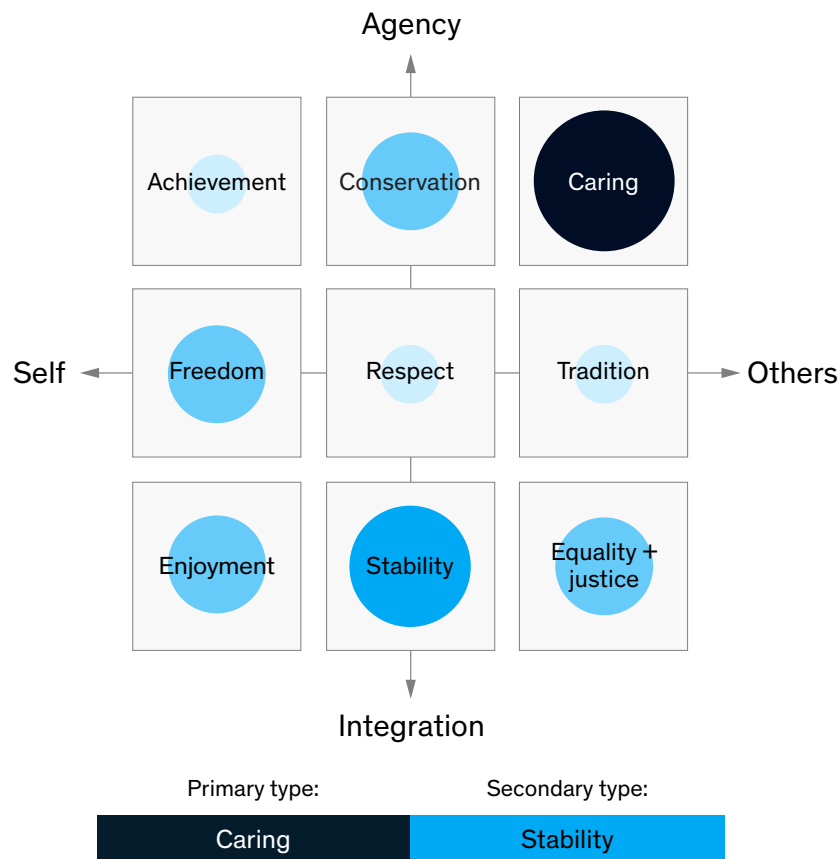 Agency
Achievement
Conservation
Caring
Self
Freedom
Respect
Tradition
Others
Enjoyment
Stability
Equality +
justice
Integration
Primary type:
Secondary type:
Caring
Stability